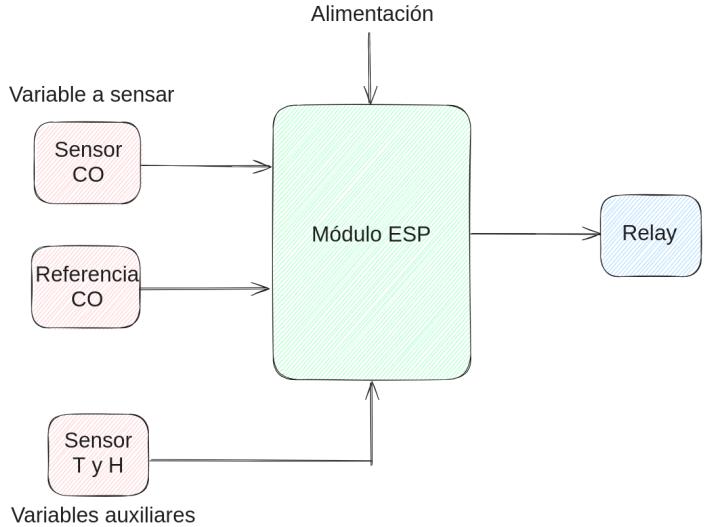 Alimentación
Variable a sensar
Sensor
CO
Módulo ESP
Relay
Referencia
CO
Sensor
T y H
Variables auxiliares